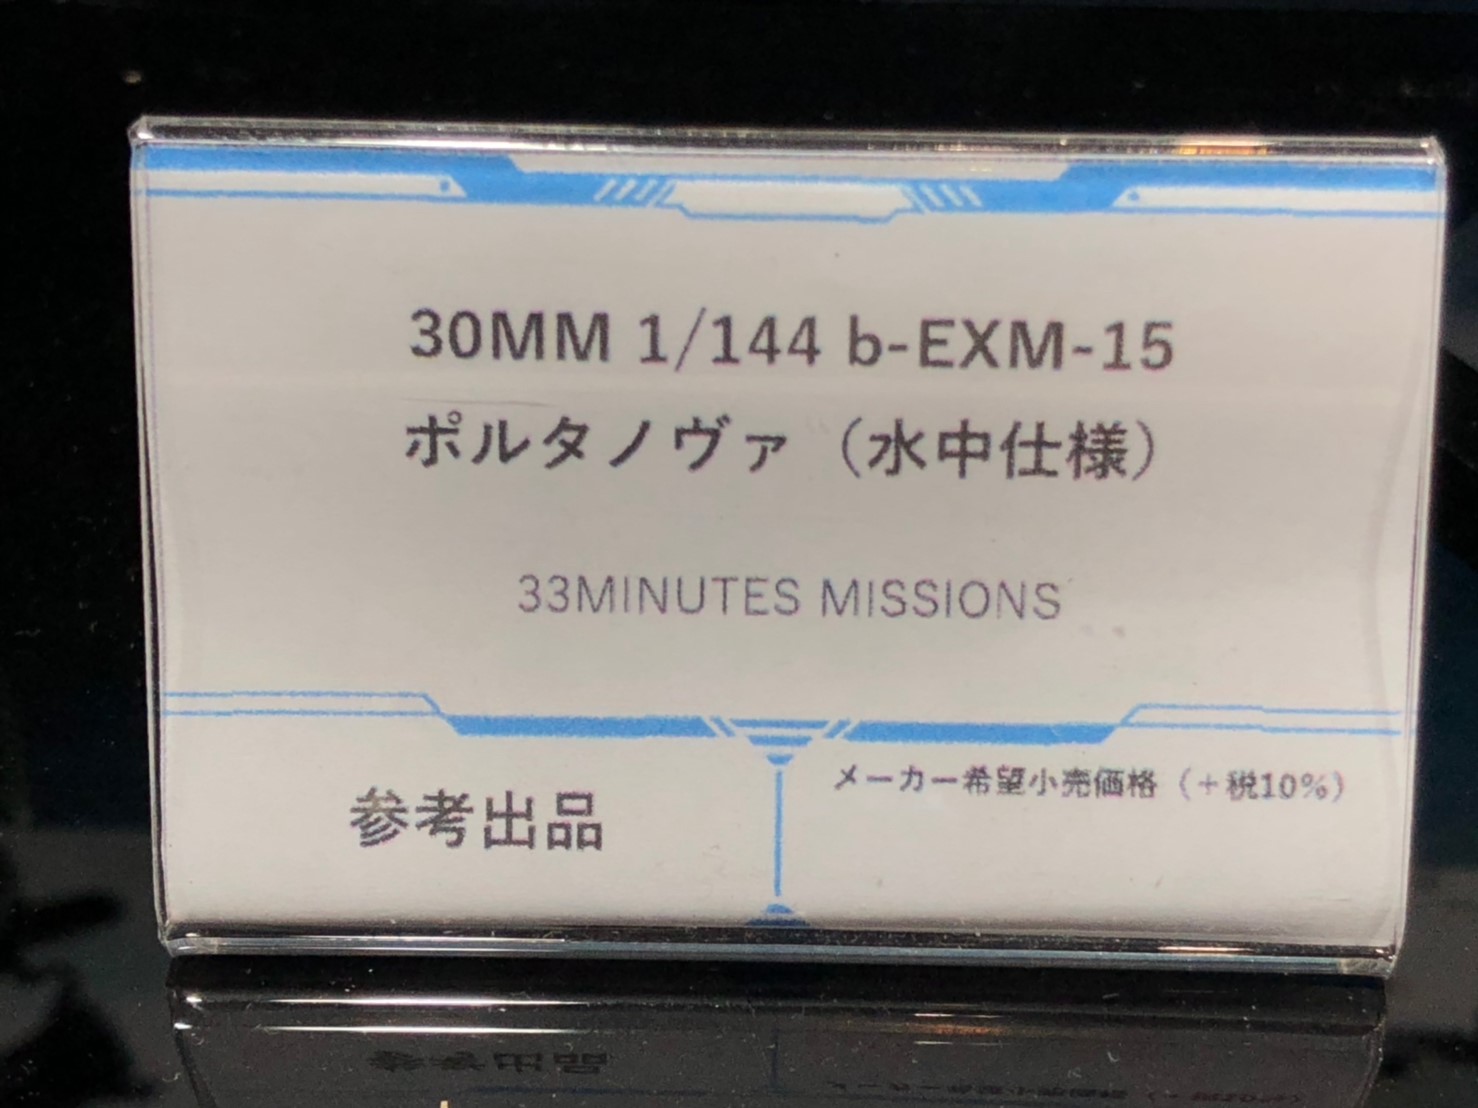 30MM 1/144 b-EXM-15
ポルタノヴァ（水中仕様）
33MINUTES MISSIONS
参考出品
メーカー希望小売価格（+税10%）